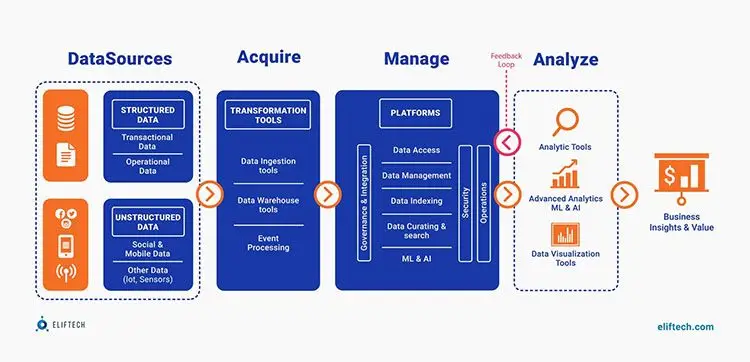 DataSources
STRUCTURED
DATA
Transactional
Data
Operational
Data
UNSTRUCTURED
DATA
Social &
Mobile Data
Other Data
(Iot, Sensors)
Acquire
TRANSFORMATION
TOOLS
Data Ingestion
tools
Data Warehouse
tools
Event
Processing
Manage
PLATFORMS
Governance & Integration
Data Access
Data Management
Data Indexing
Data Curating &
search
ML & AI
Security
Operations
Feedback
Loop
Analyze
Analytic Tools
Advanced Analytics
ML & AI
Data Visualization
Tools
$
Business
Insights & Value
ELIFTECH
eliftech.com